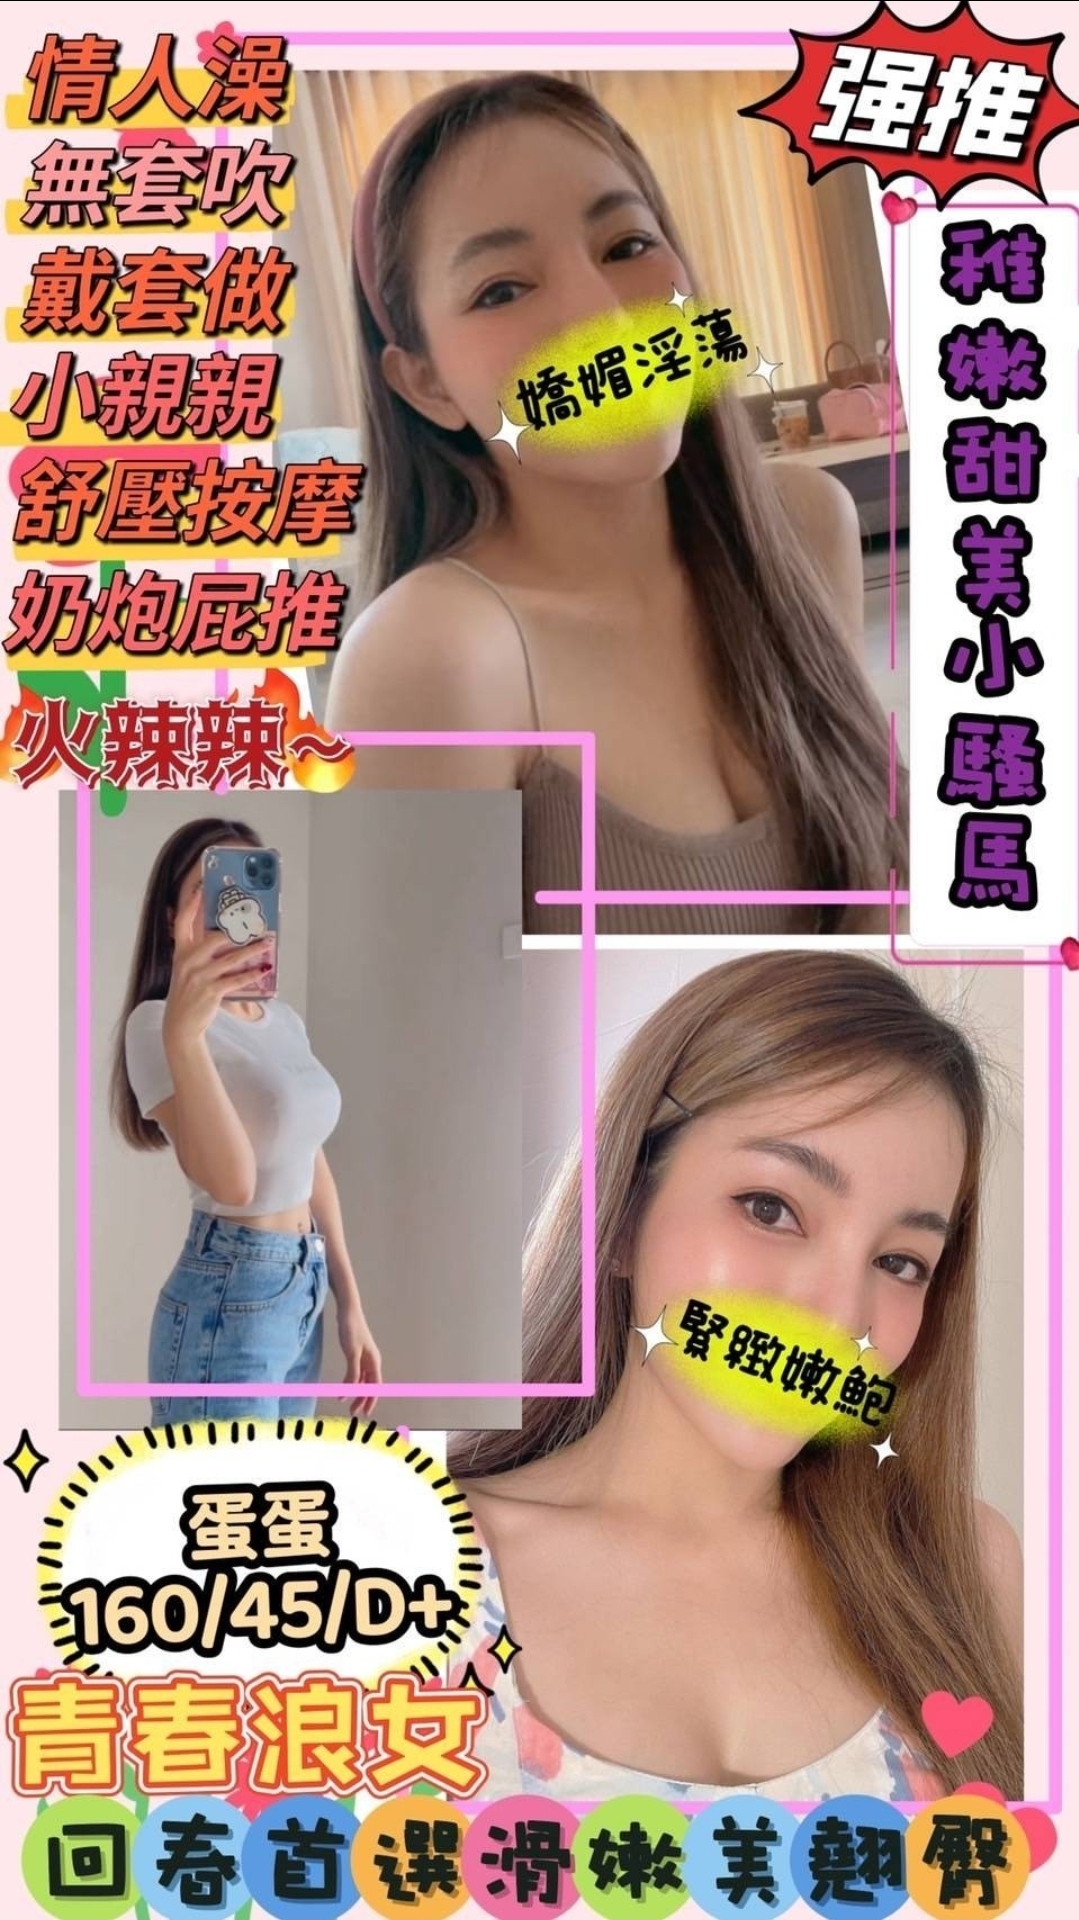 情人澡
無套吹
戴套做
小親親
舒壓按摩
奶炮屁推
火辣辣~
强推
稚嫩甜美小騷馬
嬌媚淫蕩
緊緻嫩鮑
蛋蛋
160/45/D+
青春浪女
回春首選滑嫩美翹臀